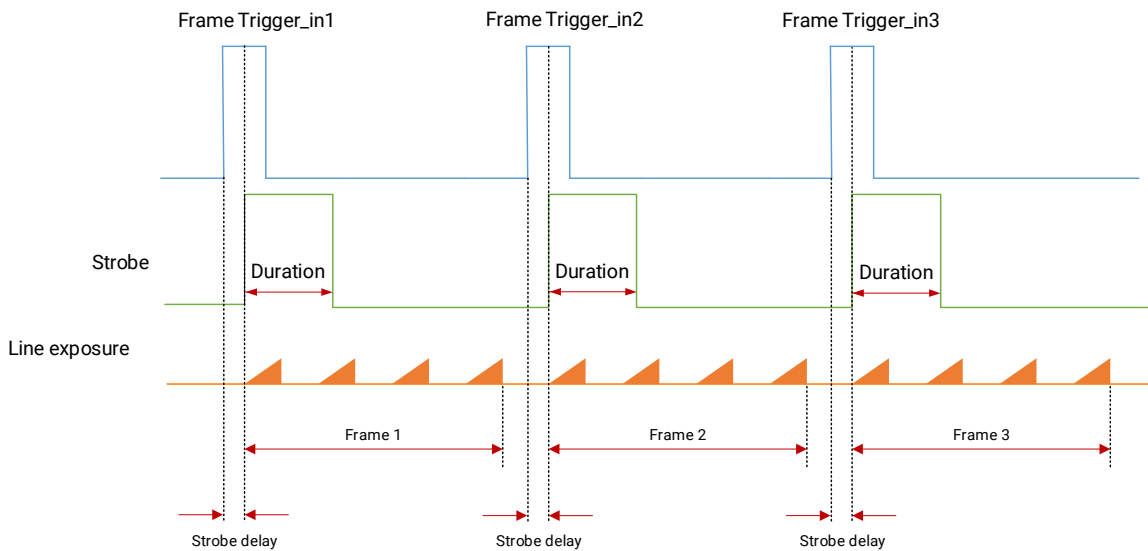 Frame Trigger_in1
Frame Trigger_in2
Frame Trigger_in3
Strobe
Duration
Duration
Duration
Line exposure
Frame 1
Frame 2
Frame 3
Strobe delay
Strobe delay
Strobe delay